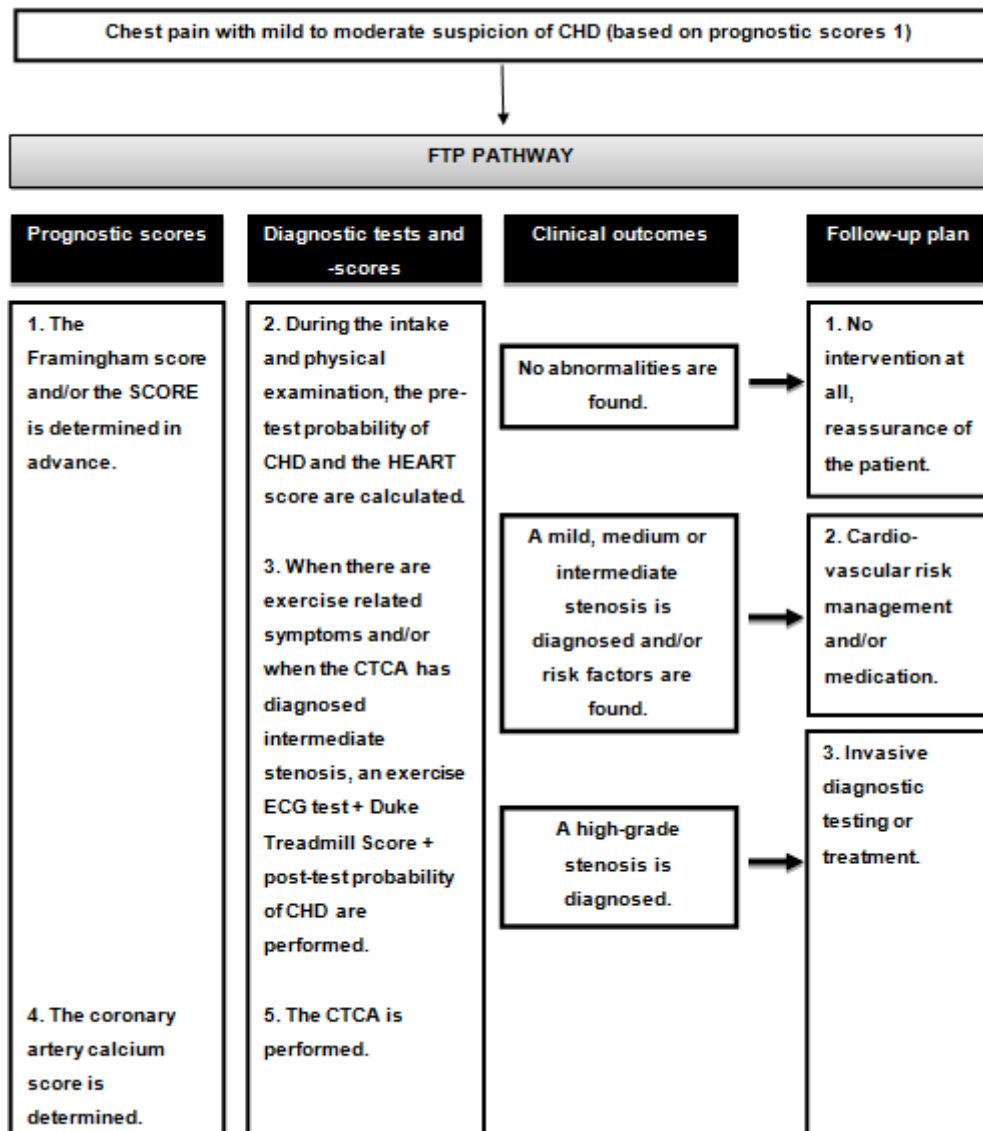 Chest pain with mild to moderate suspicion of CHD (based on prognostic scores 1)
FTP PATHWAY
Prognostic scores
Diagnostic tests and
-scores
Clinical outcomes
Follow-up plan
1. The
Framingham score
and/or the SCORE
is determined in
advance.
4. The coronary
artery calcium
score is
determined.
2. During the intake
and physical
examination, the pre-
test probability of
CHD and the HEART
score are calculated.
3. When there are
exercise related
symptoms and/or
when the CTCA has
diagnosed
intermediate
stenosis, an exercise
ECG test + Duke
Treadmill Score +
post-test probability
of CHD are
performed.
5. The CTCA is
performed.
No abnormalities are
found.
A mild, medium or
intermediate
stenosis is
diagnosed and/or
risk factors are
found.
A high-grade
stenosis is
diagnosed.
1. No
intervention at
all,
reassurance of
the patient.
2. Cardio-
vascular risk
management
and/or
medication.
3. Invasive
diagnostic
testing or
treatment.